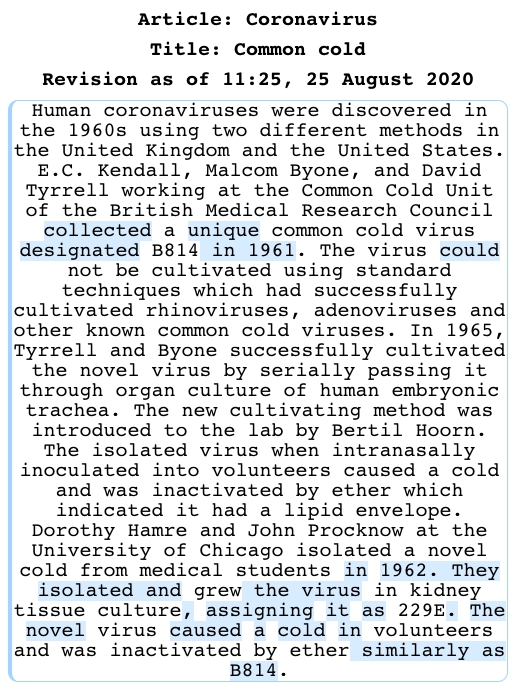 Article: Coronavirus
Title: Common cold
Revision as of 11:25, 25 August 2020
Human coronaviruses were discovered in
the 1960s using two different methods in
the United Kingdom and the United States.
E.C. Kendall, Malcom Byone, and David
Tyrrell working at the Common Cold Unit
of the British Medical Research Council
collected a unique common cold virus
designated B814 in 1961. The virus could
not be cultivated using standard
techniques which had successfully
cultivated rhinoviruses, adenoviruses and
other known common cold viruses. In 1965,
Tyrrell and Byone successfully cultivated
the novel virus by serially passing it
through organ culture of human embryonic
trachea. The new cultivating method was
introduced to the lab by Bertil Hoorn.
The isolated virus when intranasally
inoculated into volunteers caused a cold
and was inactivated by ether which
indicated it had a lipid envelope.
Dorothy Hamre and John Procknow at the
University of Chicago isolated a novel
cold from medical students in 1962. They
isolated and grew the virus in kidney
tissue culture, assigning it as 229E. The
novel virus caused a cold in volunteers
and was inactivated by ether similarly as
B814.